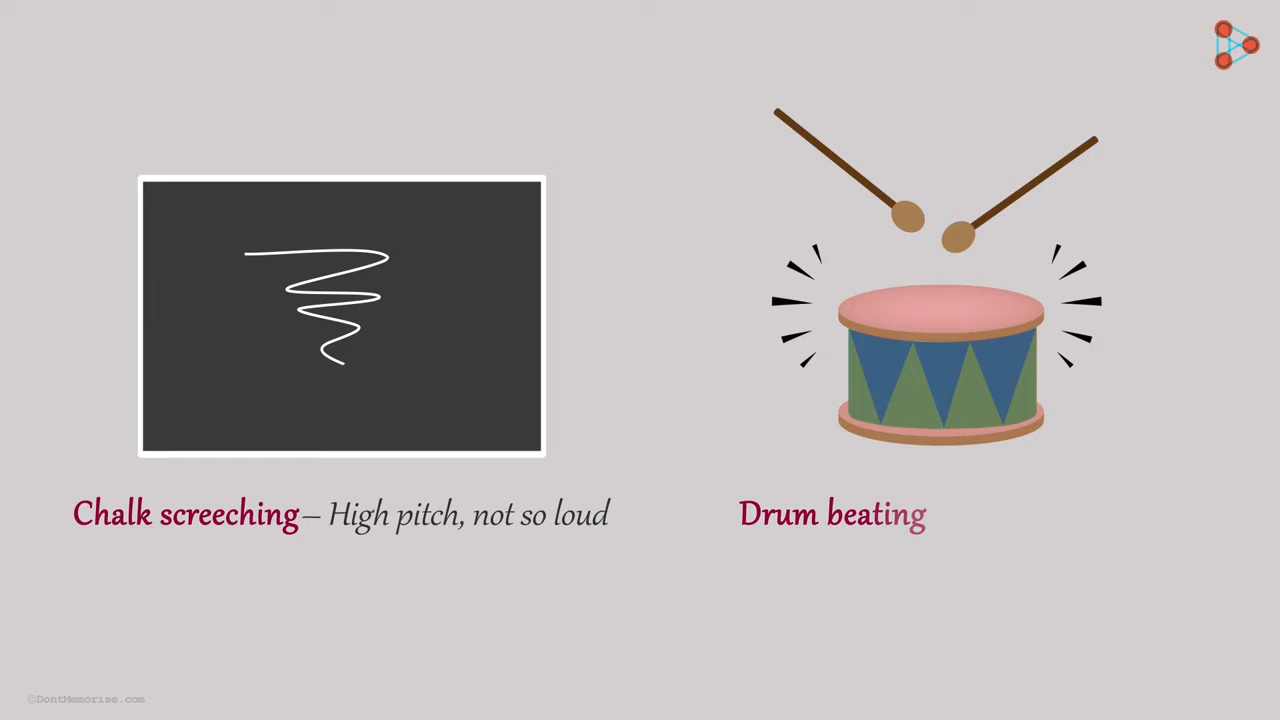 Chalk screeching – High pitch, not so loud
Drum beating
©DontMemorise.com